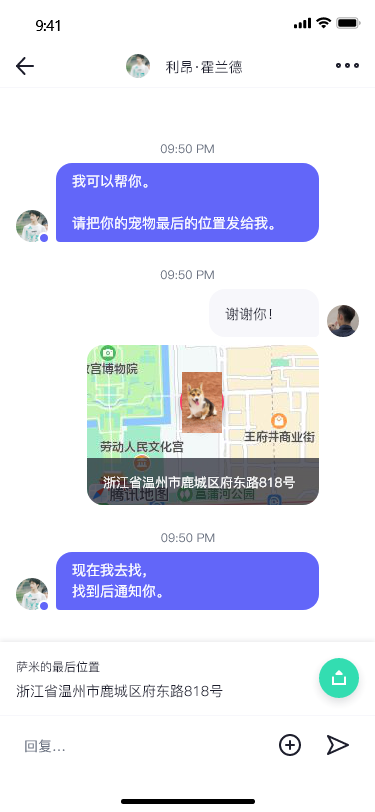 9:41
利昂·霍兰德
09:50 PM
我可以帮你。
请把你的宠物最后的位置发给我。
09:50 PM
谢谢你！
故宫博物院
劳动人民文化宫
王府井商业街
浙江省温州市鹿城区府东路818号
腾讯地图
菖蒲河公园
09:50 PM
现在我去找，
找到后通知你。
萨米的最后位置
浙江省温州市鹿城区府东路818号
回复...